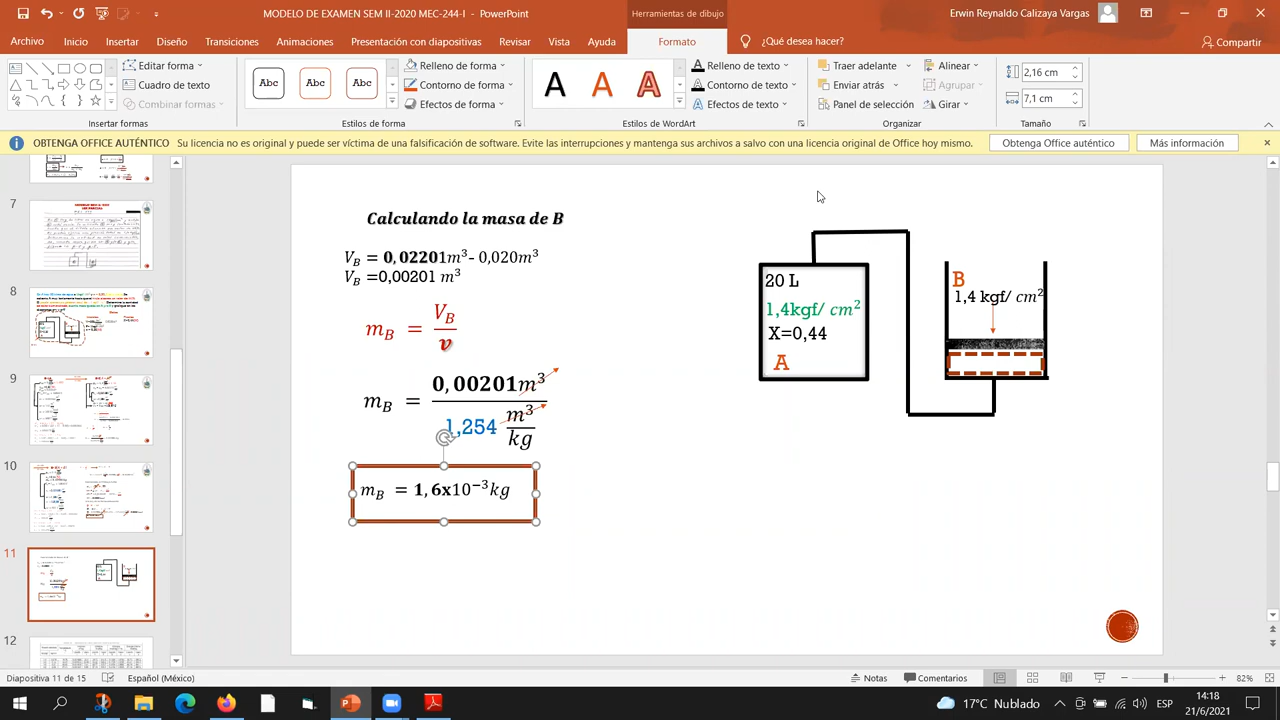 MODELO DE EXAMEN SEM II-2020 MEC-244-I - PowerPoint
Herramientas de dibujo
Erwin Reynaldo Calizaya Vargas
Archivo Inicio Insertar Diseño Transiciones Animaciones Presentación con diapositivas Revisar Vista Ayuda Formato ¿Qué desea hacer? Compartir
Editar forma
Cuadro de texto
Combinar formas
Insertar formas
Abc Abc Abc
Relleno de forma
Contorno de forma
Efectos de forma
Estilos de forma
A A A
Relleno de texto
Contorno de texto
Efectos de texto
Estilos de WordArt
Traer adelante
Enviar atrás
Panel de selección
Alinear
Agrupar
Girar
Organizar
2,16 cm
7,1 cm
Tamaño
OBTENGA OFFICE AUTÉNTICO Su licencia no es original y puede ser víctima de una falsificación de software. Evite las interrupciones y mantenga sus archivos a salvo con una licencia original de Office hoy mismo. Obtenga Office auténtico Más información
7
8
9
10
11
12
Calculando la masa de B
V_B = 0,02201m³- 0,020m³
V_B =0,00201 m³
m_B = V_B / v
m_B = 0,00201m³ / 1,254 m³/kg
m_B = 1,6x10⁻³kg
20 L
1,4kgf/ cm²
X=0,44
A
B
1,4 kgf/ cm²
Diapositiva 11 de 15 Español (México) Notas Comentarios 82%
17°C Nublado ESP 14:18
21/6/2021